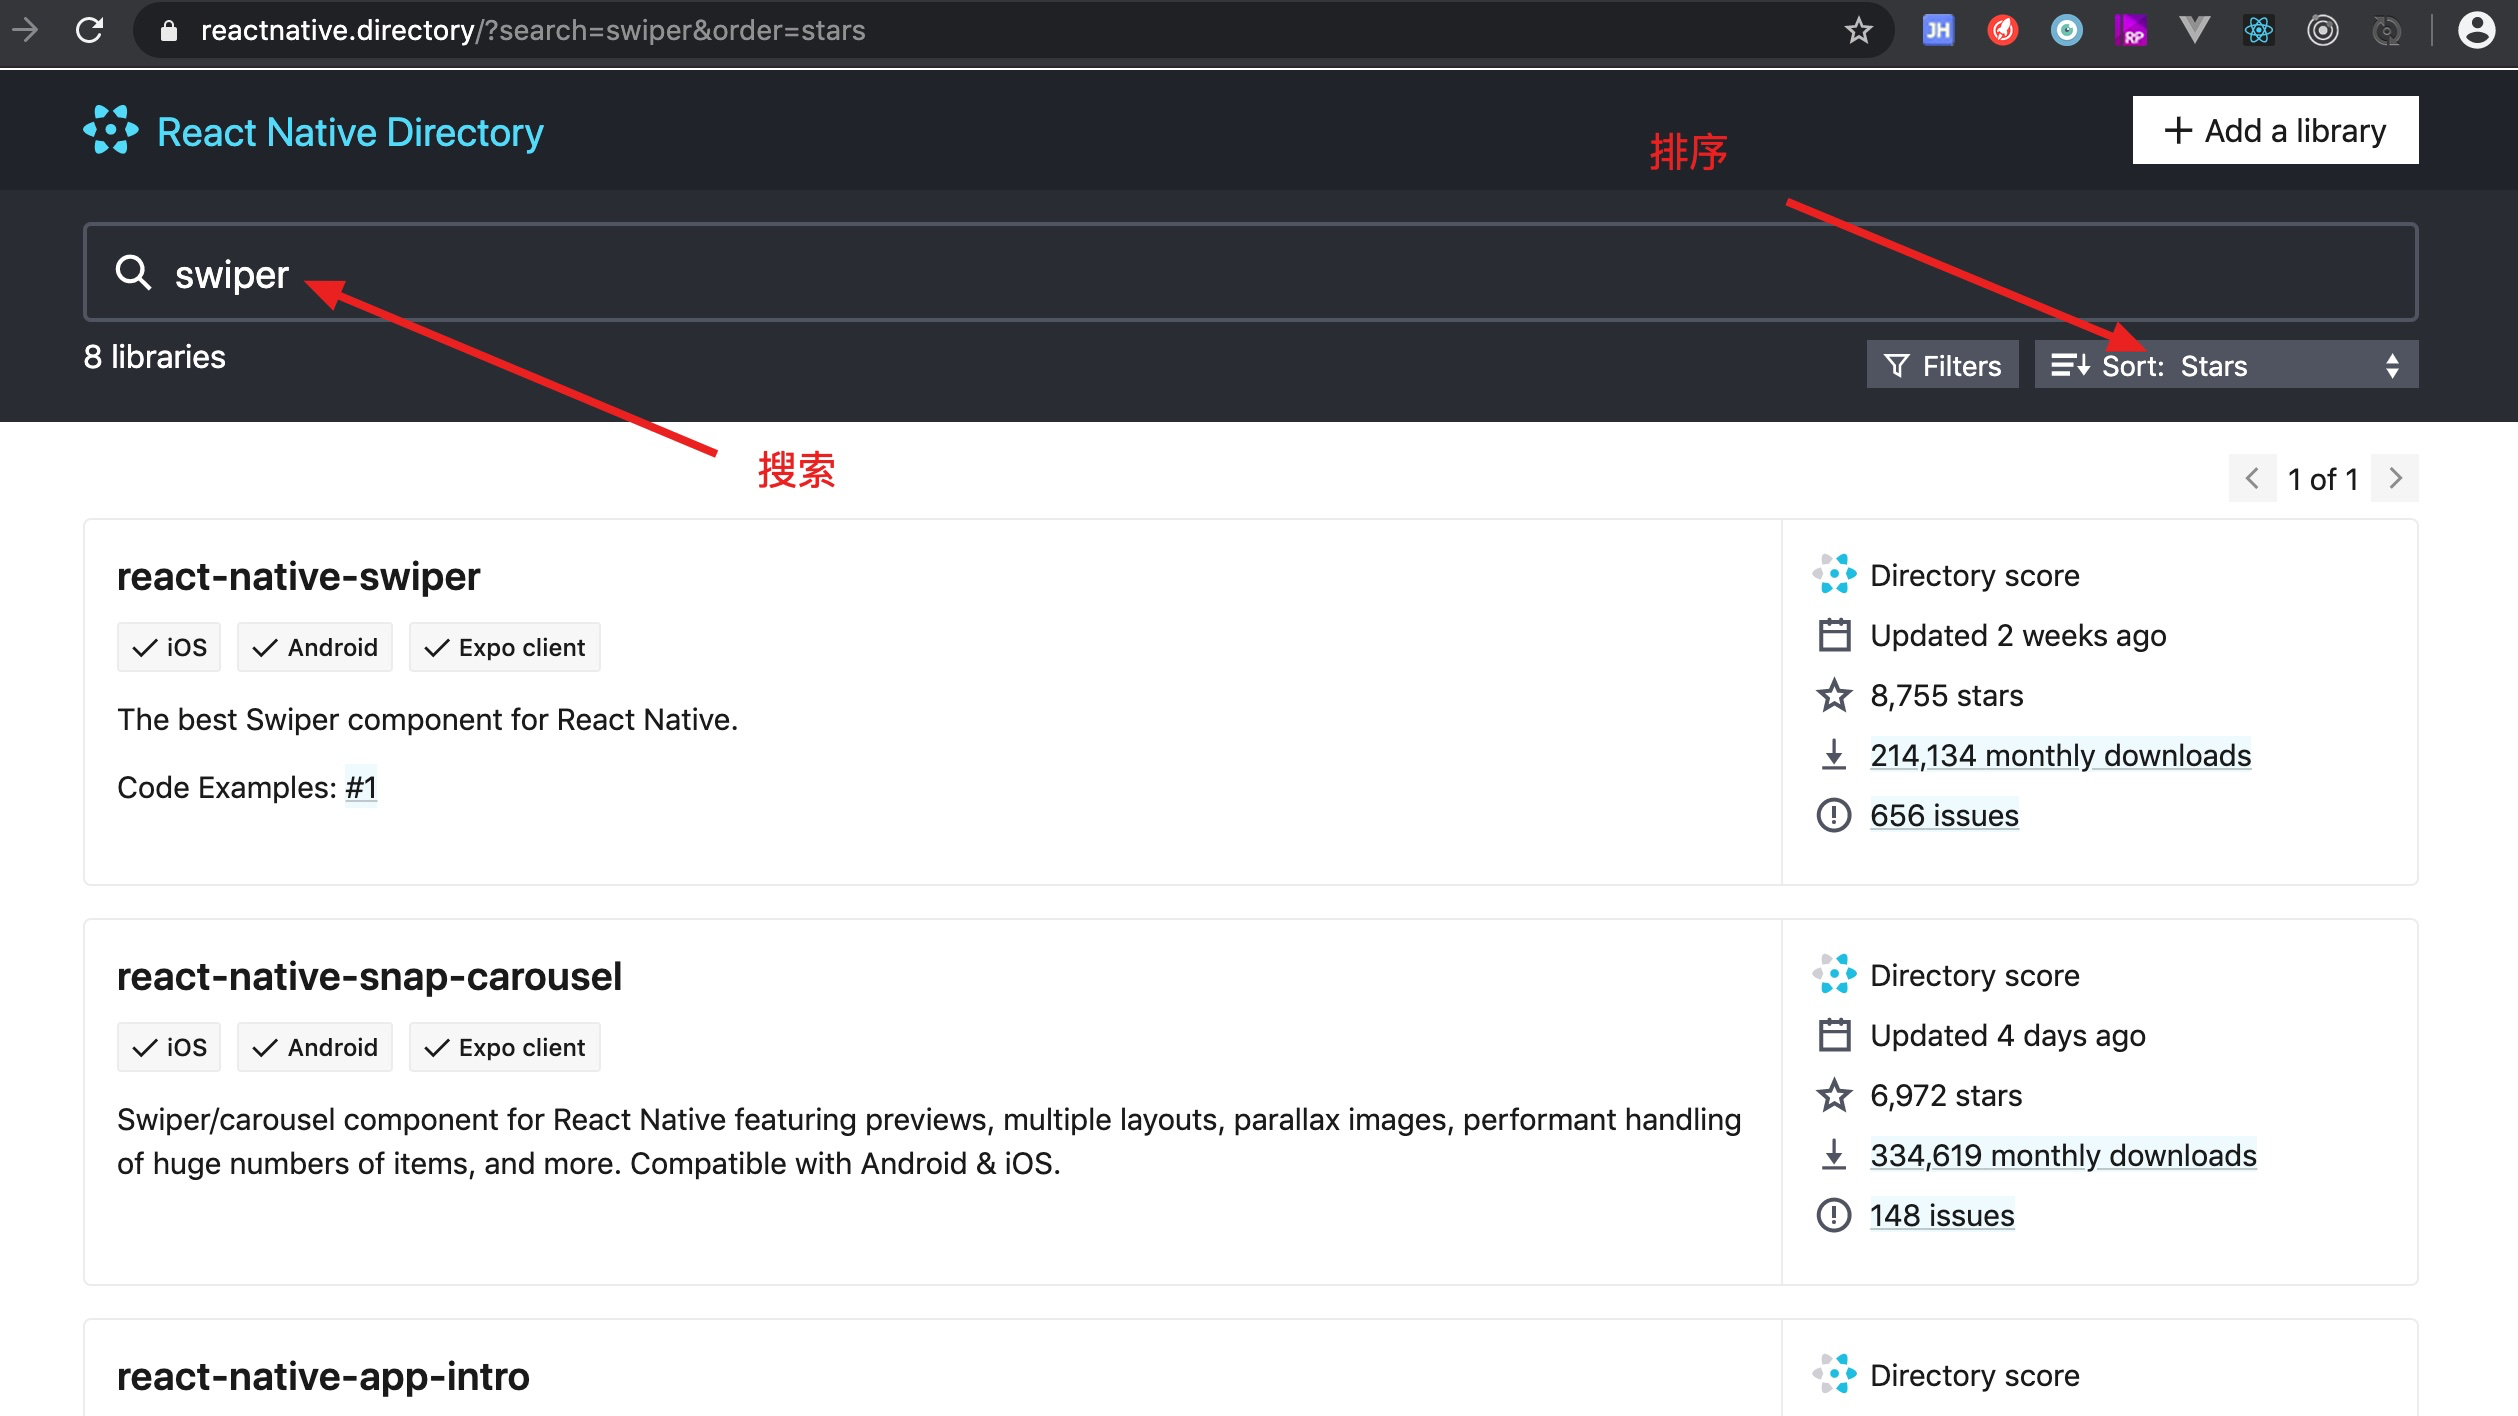 reactnative.directory/?search=swiper&order=stars
JH
RP
React Native Directory
排序
+ Add a library
swiper
8 libraries
Filters
Sort: Stars
搜索
1 of 1
react-native-swiper
iOS
Android
Expo client
The best Swiper component for React Native.
Code Examples: #1
Directory score
Updated 2 weeks ago
8,755 stars
214,134 monthly downloads
656 issues
react-native-snap-carousel
iOS
Android
Expo client
Swiper/carousel component for React Native featuring previews, multiple layouts, parallax images, performant handling
of huge numbers of items, and more. Compatible with Android & iOS.
Directory score
Updated 4 days ago
6,972 stars
334,619 monthly downloads
148 issues
react-native-app-intro
Directory score